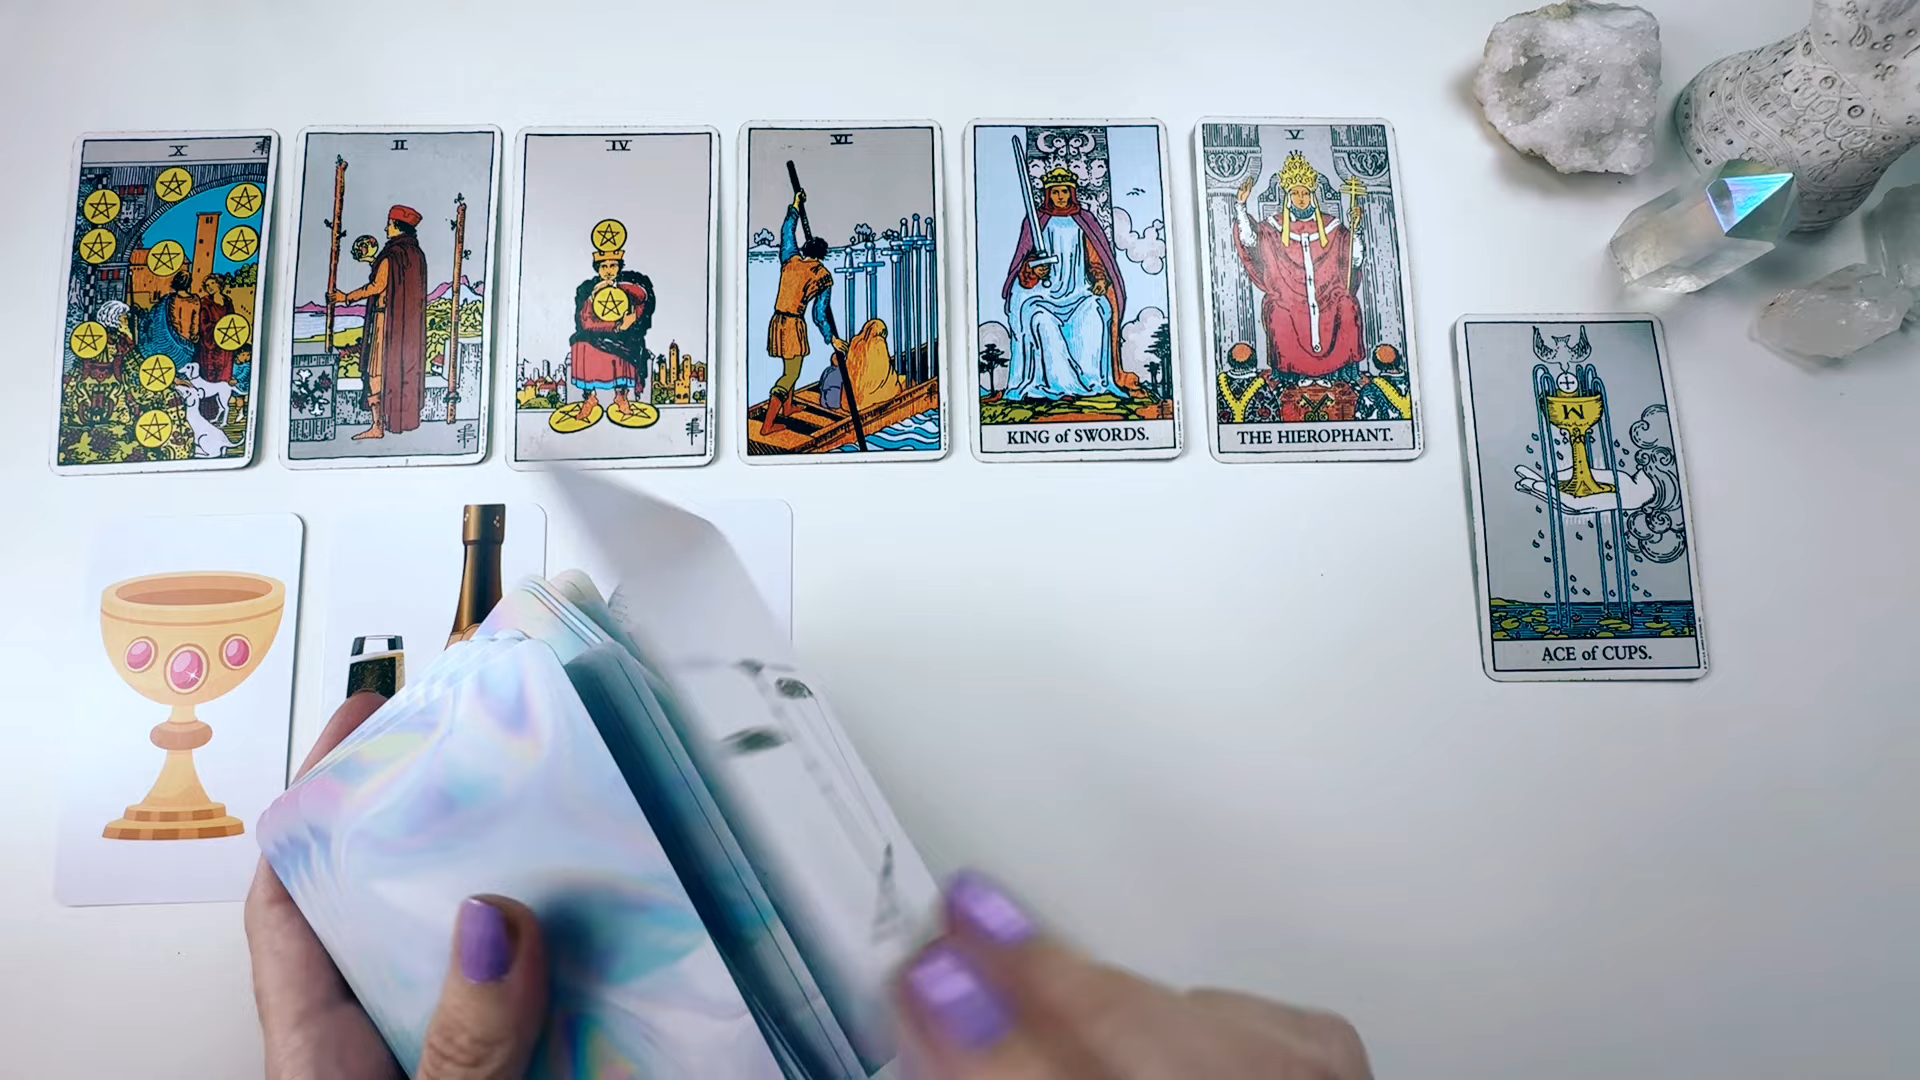 X
II
IV
VI
KING of SWORDS.
V
THE HIEROPHANT.
W
ACE of CUPS.